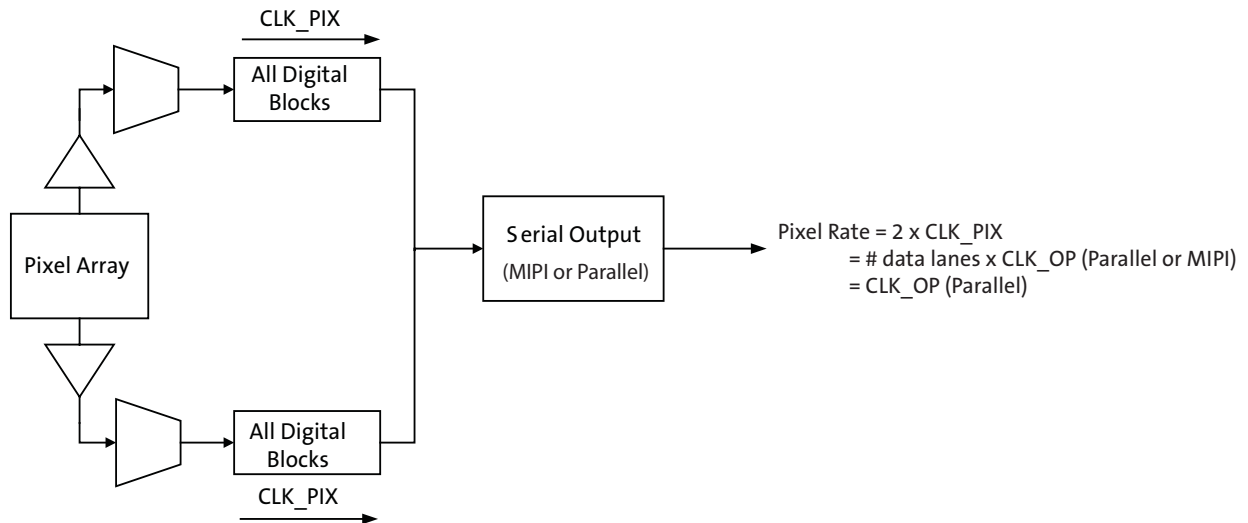 CLK_PIX
All Digital
Blocks
Pixel Array
Serial Output
(MIPI or Parallel)
Pixel Rate = 2 x CLK_PIX
= # data lanes x CLK_OP (Parallel or MIPI)
= CLK_OP (Parallel)
All Digital
Blocks
CLK_PIX